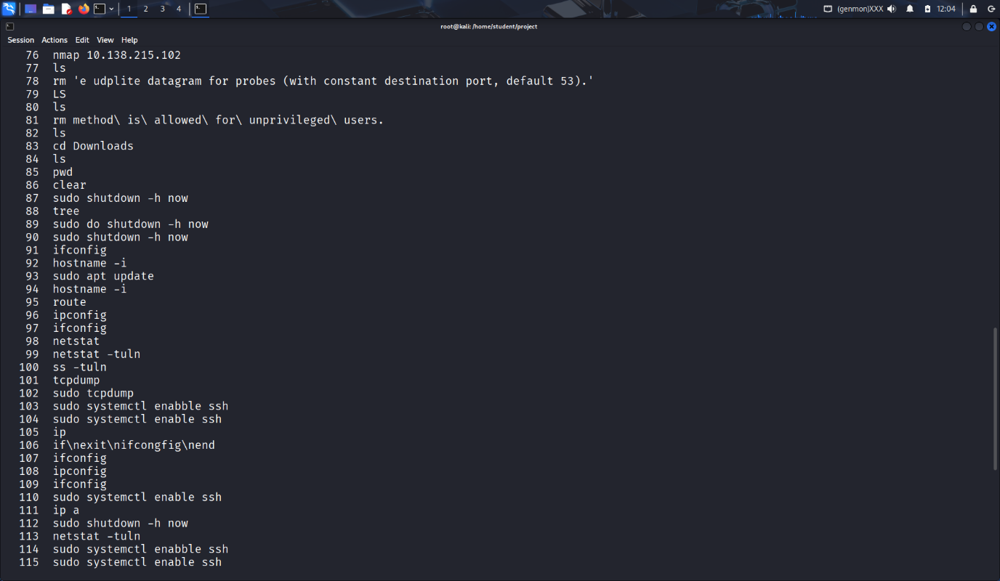 1 2 3 4 (genmon)XXX 12:04
root@kali: /home/student/project
Session Actions Edit View Help
76 nmap 10.138.215.102
77 ls
78 rm 'e udplite datagram for probes (with constant destination port, default 53).'
79 LS
80 ls
81 rm method\ is\ allowed\ for\ unprivileged\ users.
82 ls
83 cd Downloads
84 ls
85 pwd
86 clear
87 sudo shutdown -h now
88 tree
89 sudo do shutdown -h now
90 sudo shutdown -h now
91 ifconfig
92 hostname -i
93 sudo apt update
94 hostname -i
95 route
96 ipconfig
97 ifconfig
98 netstat
99 netstat -tuln
100 ss -tuln
101 tcpdump
102 sudo tcpdump
103 sudo systemctl enabble ssh
104 sudo systemctl enable ssh
105 ip
106 if\nexit\nifcongfig\nend
107 ifconfig
108 ipconfig
109 ifconfig
110 sudo systemctl enable ssh
111 ip a
112 sudo shutdown -h now
113 netstat -tuln
114 sudo systemctl enabble ssh
115 sudo systemctl enable ssh